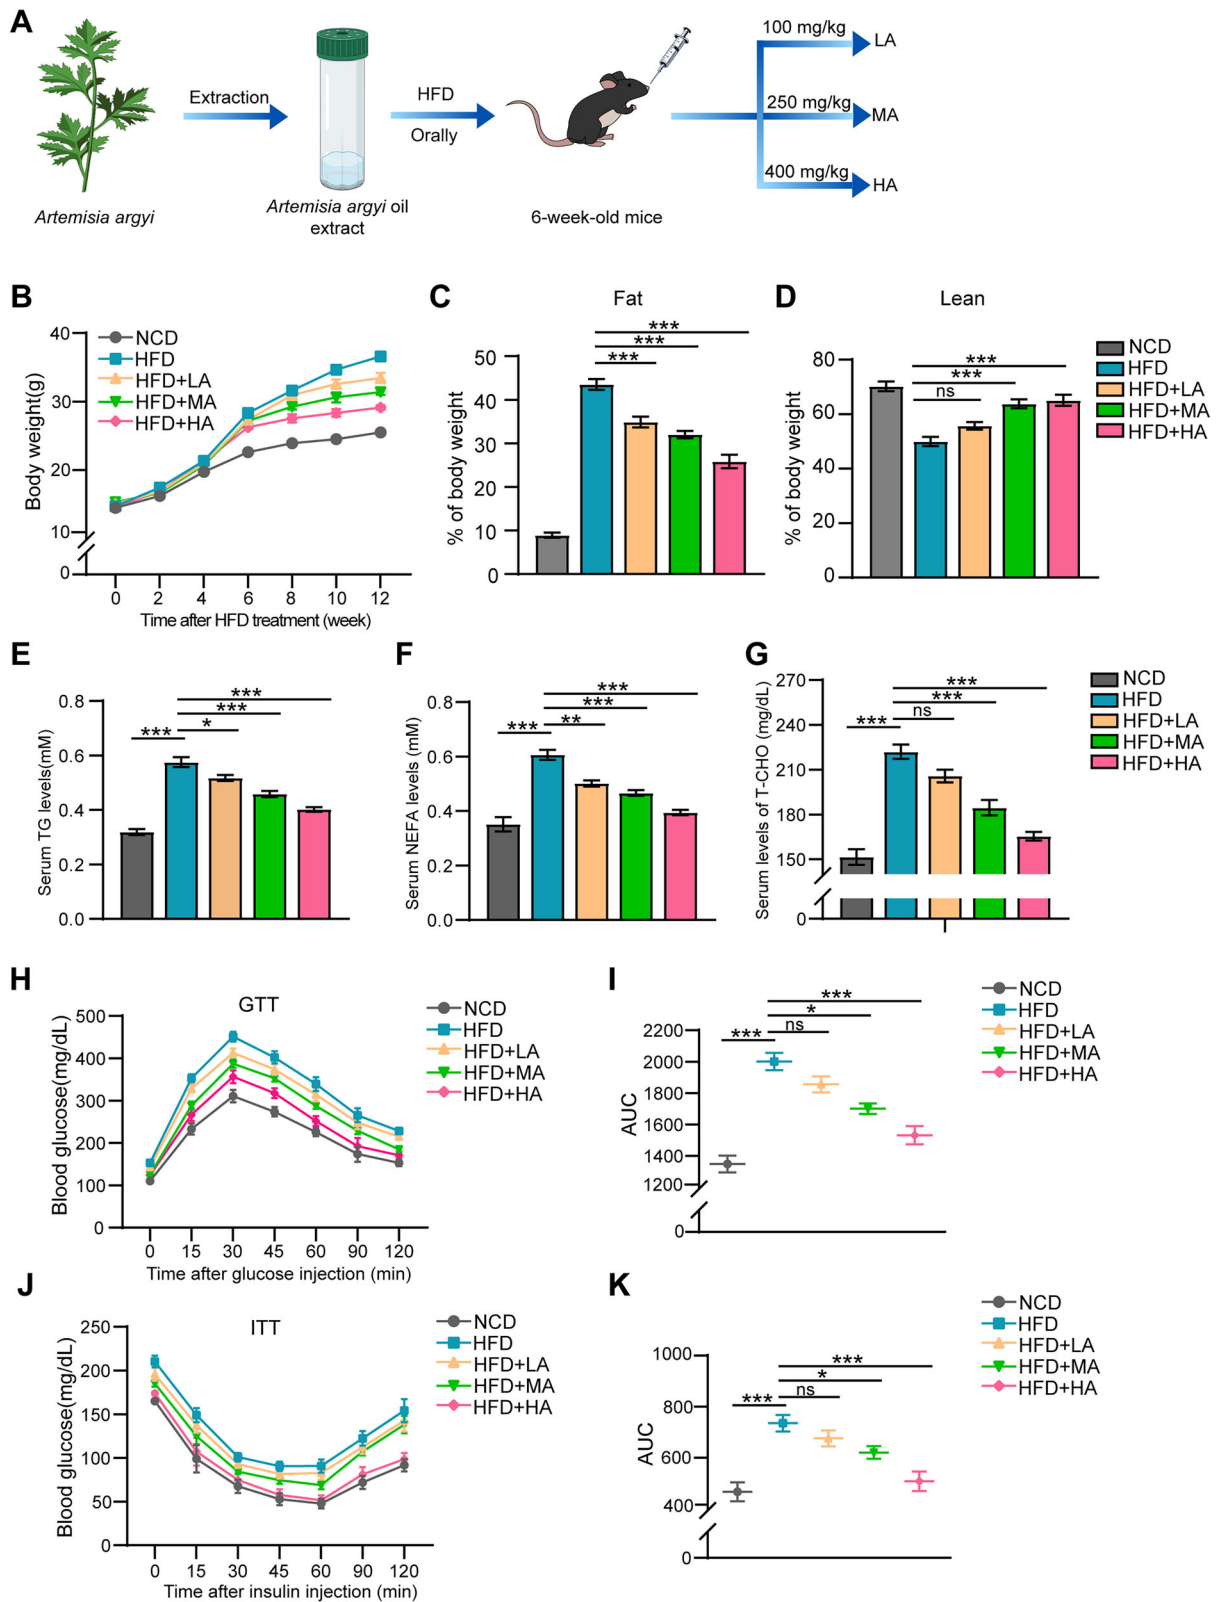 A
Artemisia argyi
Extraction
Artemisia argyi oil
extract
HFD
Orally
6-week-old mice
100 mg/kg
LA
250 mg/kg
MA
400 mg/kg
HA
B
Body weight(g)
40
30
20
10
0
NCD
HFD
HFD+LA
HFD+MA
HFD+HA
0 2 4 6 8 10 12
Time after HFD treatment (week)
C
Fat
% of body weight
50
40
30
20
10
0
***
***
***
D
Lean
% of body weight
80
60
40
20
0
***
***
ns
NCD
HFD
HFD+LA
HFD+MA
HFD+HA
E
Serum TG levels(mM)
0.8
0.6
0.4
0.2
0.0
***
***
*
***
F
Serum NEFA levels (mM)
0.8
0.6
0.4
0.2
0.0
***
***
**
***
G
Serum levels of T-CHO (mg/dL)
270
240
210
180
150
0
***
***
ns
***
NCD
HFD
HFD+LA
HFD+MA
HFD+HA
H
GTT
Blood glucose(mg/dL)
500
400
300
200
100
0
0 15 30 45 60 90 120
Time after glucose injection (min)
NCD
HFD
HFD+LA
HFD+MA
HFD+HA
I
AUC
2200
2000
1800
1600
1400
1200
0
***
*
ns
***
NCD
HFD
HFD+LA
HFD+MA
HFD+HA
J
ITT
Blood glucose(mg/dL)
250
200
150
100
50
0
0 15 30 45 60 90 120
Time after insulin injection (min)
NCD
HFD
HFD+LA
HFD+MA
HFD+HA
K
AUC
1000
800
600
400
0
***
*
ns
***
NCD
HFD
HFD+LA
HFD+MA
HFD+HA